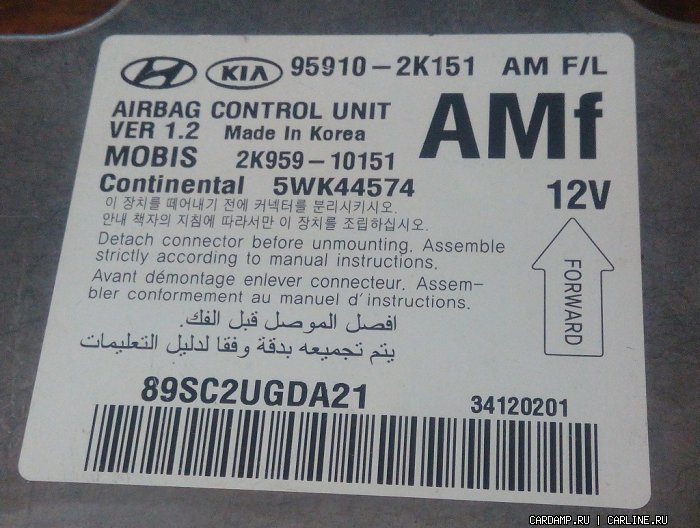 HYUNDAI KIA 95910-2K151 AM F/L
AIRBAG CONTROL UNIT
VER 1.2 Made In Korea
AMf
MOBIS 2K959-10151
Continental 5WK44574
12V
이 장치를 떼어내기 전에 커넥터를 분리시키시오.
안내 책자의 지침에 따라서만 이 장치를 조립하십시오.
Detach connector before unmounting. Assemble
strictly according to manual instructions.
Avant démontage enlever connecteur. Assem-
bler conformement au manuel d'instructions.
FORWARD
افصل الموصل قبل الفك.
يتم تجميعه بدقة وفقا لدليل التعليمات
89SC2UGDA21
34120201
CARDAMP.RU | CARLINE.RU